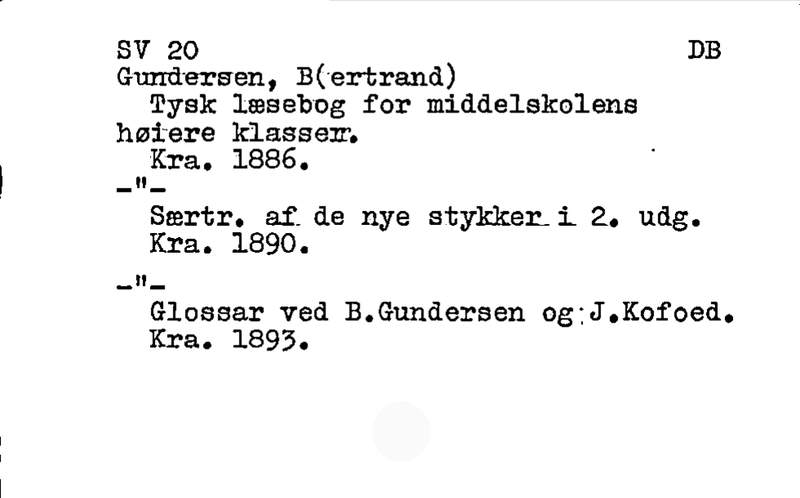 SV 20 DB
Gundersen, B(ertrand)
Tysk læsebog for middelskolens
høiere klasser.
Kra. 1886.
-"-
Særtr. af de nye stykker i 2. udg.
Kra. 1890.
-"-
Glossar ved B.Gundersen og J.Kofoed.
Kra. 1893.